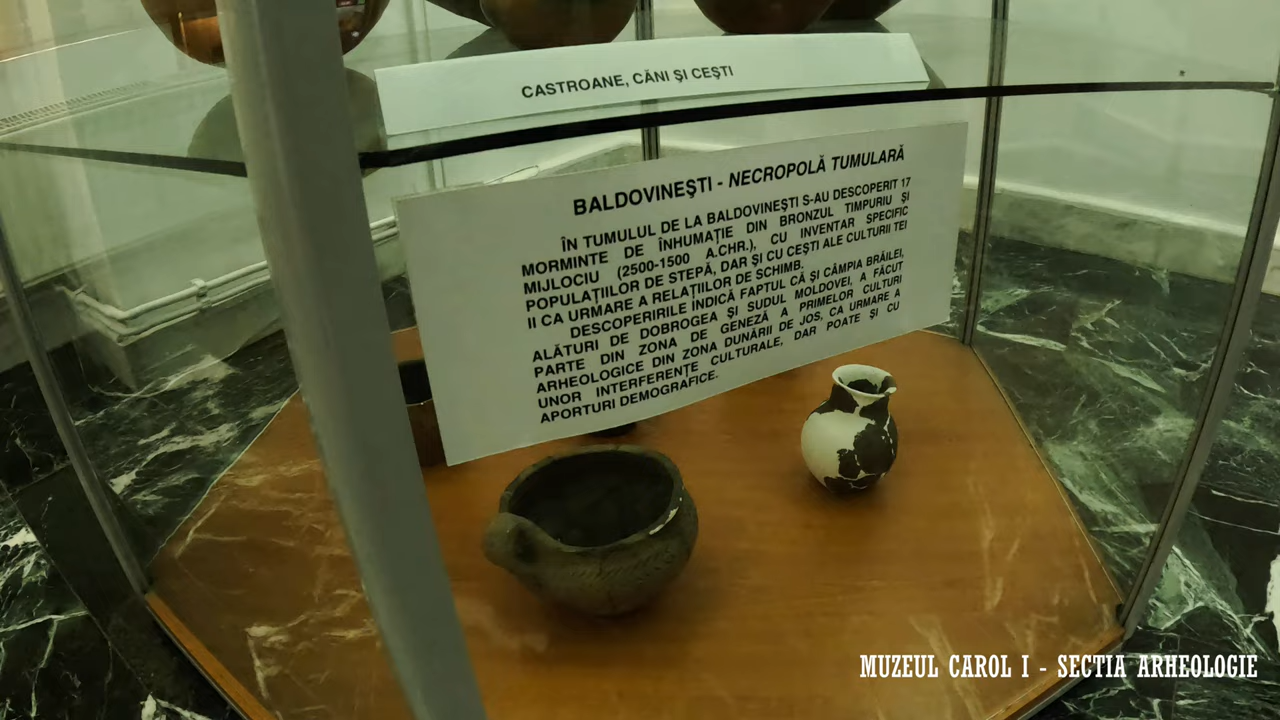 CASTROANE, CĂNI ŞI CEŞTI
BALDOVINEŞTI - NECROPOLĂ TUMULARĂ
ÎN TUMULUL DE LA BALDOVINEŞTI S-AU DESCOPERIT 17
MORMINTE DE ÎNHUMAŢIE DIN BRONZUL TIMPURIU ŞI
MIJLOCIU (2500-1500 A.CHR.), CU INVENTAR SPECIFIC
POPULAŢIILOR DE STEPĂ, DAR ŞI CU CEŞTI ALE CULTURII TEI
II CA URMARE A RELAŢIILOR DE SCHIMB.
DESCOPERIRILE INDICĂ FAPTUL CĂ ŞI CÂMPIA BRĂILEI,
ALĂTURI DE DOBROGEA ŞI SUDUL MOLDOVEI, A FĂCUT
PARTE DIN ZONA DE GENEZĂ A PRIMELOR CULTURI
ARHEOLOGICE DIN ZONA DUNĂRII DE JOS, CA URMARE A
UNOR INTERFERENŢE CULTURALE, DAR POATE ŞI CU
APORTURI DEMOGRAFICE.
MUZEUL CAROL I - SECTIA ARHEOLOGIE